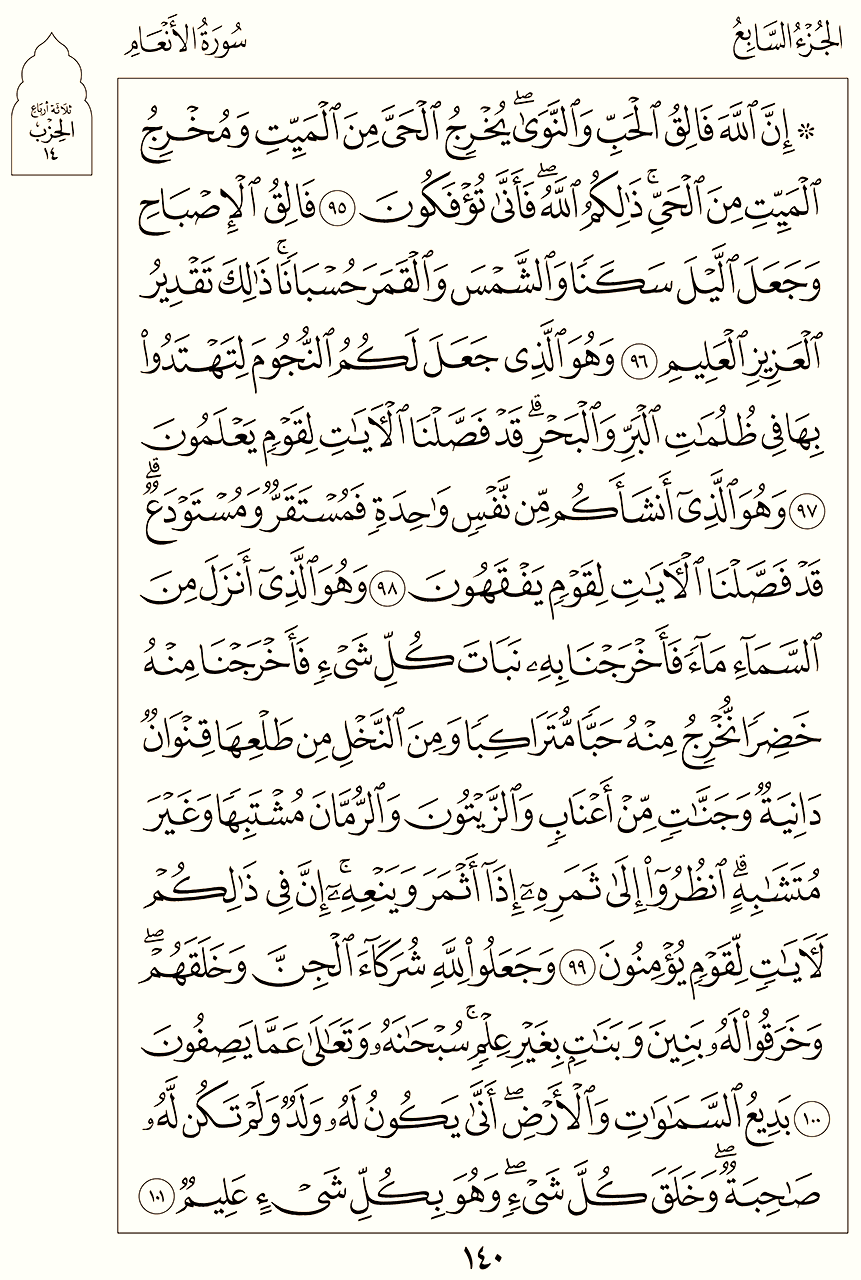 الجُزْءُ السَّابِعُ
سُورَةُ الأَنْعَامِ
ثلاثة أرباع
الحِزْب
١٤
۞ إِنَّ ٱللَّهَ فَالِقُ ٱلْحَبِّ وَٱلنَّوَىٰۖ يُخْرِجُ ٱلْحَيَّ مِنَ ٱلْمَيِّتِ وَمُخْرِجُ
ٱلْمَيِّتِ مِنَ ٱلْحَيِّۚ ذَٰلِكُمُ ٱللَّهُۖ فَأَنَّىٰ تُؤْفَكُونَ ٩٥ فَالِقُ ٱلْإِصْبَاحِ
وَجَعَلَ ٱلَّيْلَ سَكَنًا وَٱلشَّمْسَ وَٱلْقَمَرَ حُسْبَانًاۚ ذَٰلِكَ تَقْدِيرُ
ٱلْعَزِيزِ ٱلْعَلِيمِ ٩٦ وَهُوَ ٱلَّذِى جَعَلَ لَكُمُ ٱلنُّجُومَ لِتَهْتَدُوا۟
بِهَا فِى ظُلُمَٰتِ ٱلْبَرِّ وَٱلْبَحْرِۗ قَدْ فَصَّلْنَا ٱلْءَايَٰتِ لِقَوْمٍ يَعْلَمُونَ
٩٧ وَهُوَ ٱلَّذِىٓ أَنشَأَكُم مِّن نَّفْسٍ وَٰحِدَةٍ فَمُسْتَقَرٌّ وَمُسْتَوْدَعٌۗ
قَدْ فَصَّلْنَا ٱلْءَايَٰتِ لِقَوْمٍ يَفْقَهُونَ ٩٨ وَهُوَ ٱلَّذِىٓ أَنزَلَ مِنَ
ٱلسَّمَآءِ مَآءً فَأَخْرَجْنَا بِهِۦ نَبَاتَ كُلِّ شَىْءٍ فَأَخْرَجْنَا مِنْهُ
خَضِرًا نُّخْرِجُ مِنْهُ حَبًّا مُّتَرَاكِبًا وَمِنَ ٱلنَّخْلِ مِن طَلْعِهَا قِنْوَانٌ
دَانِيَةٌ وَجَنَّٰتٍ مِّنْ أَعْنَابٍ وَٱلزَّيْتُونَ وَٱلرُّمَّانَ مُشْتَبِهًا وَغَيْرَ
مُتَشَٰبِهٍۗ ٱنظُرُوٓا۟ إِلَىٰ ثَمَرِهِۦٓ إِذَآ أَثْمَرَ وَيَنْعِهِۦٓۚ إِنَّ فِى ذَٰلِكُمْ
لَءَايَٰتٍ لِّقَوْمٍ يُؤْمِنُونَ ٩٩ وَجَعَلُوا۟ لِلَّهِ شُرَكَآءَ ٱلْجِنَّ وَخَلَقَهُمْۖ
وَخَرَقُوا۟ لَهُۥ بَنِينَ وَبَنَٰتٍۭ بِغَيْرِ عِلْمٍۚ سُبْحَٰنَهُۥ وَتَعَٰلَىٰ عَمَّا يَصِفُونَ
١٠٠ بَدِيعُ ٱلسَّمَٰوَٰتِ وَٱلْأَرْضِۖ أَنَّىٰ يَكُونُ لَهُۥ وَلَدٌ وَلَمْ تَكُن لَّهُۥ
صَٰحِبَةٌۖ وَخَلَقَ كُلَّ شَىْءٍۖ وَهُوَ بِكُلِّ شَىْءٍ عَلِيمٌ ١٠١
١٤٠